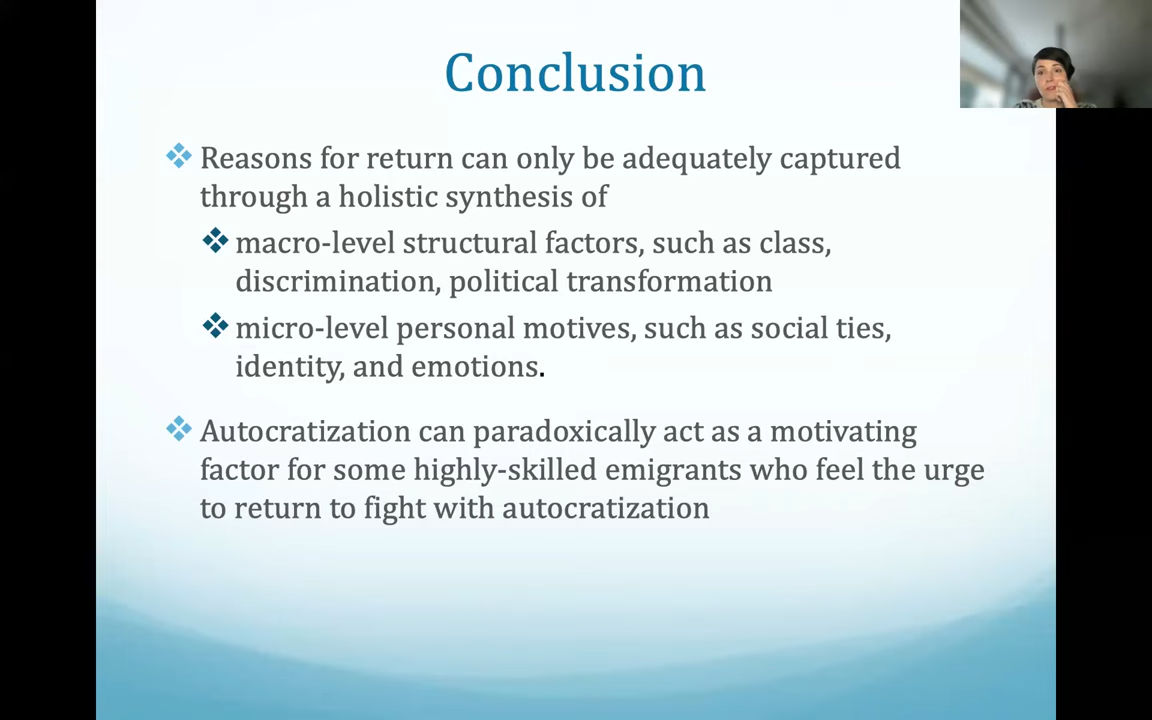 Conclusion
Reasons for return can only be adequately captured
through a holistic synthesis of
macro-level structural factors, such as class,
discrimination, political transformation
micro-level personal motives, such as social ties,
identity, and emotions.
Autocratization can paradoxically act as a motivating
factor for some highly-skilled emigrants who feel the urge
to return to fight with autocratization